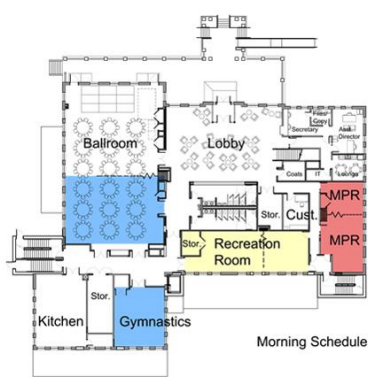 Files/
Copy
Secretary
Asst.
Director
Ballroom
Lobby
Coats
IT
Lounge
MPR
Stor.
Cust.
MPR
Stor.
Recreation
Room
Stor.
Kitchen
Gymnastics
Morning Schedule